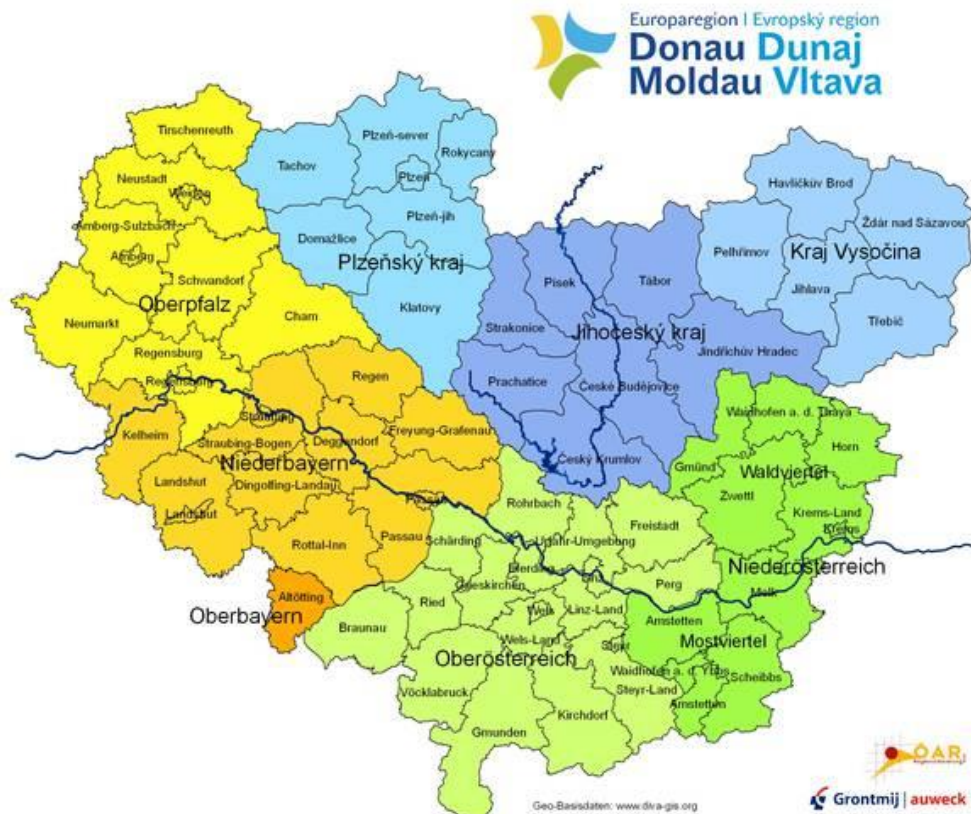 Europaregion | Evropský region
Donau Dunaj
Moldau Vltava
Tirschenreuth
Plzeň-sever
Rokycany
Tachov
Plzeň
Neustadt
Weiden
Havlíčkův Brod
Plzeň-jih
Žďár nad Sázavou
Amberg-Sulzbach
Domažlice
Plzeňský kraj
Pelhřimov
Kraj Vysočina
Amberg
Schwandorf
Písek
Tábor
Jihlava
Oberpfalz
Klatovy
Neumarkt
Cham
Strakonice
Jihočeský kraj
Třebíč
Regensburg
Jindřichův Hradec
Regensburg
Regen
Prachatice
České Budějovice
Straubing
Waidhofen a. d. Thaya
Kelheim
Straubing-Bogen
Deggendorf
Freyung-Grafenau
Horn
Niederbayern
Český Krumlov
Gmünd
Waldviertel
Landshut
Dingolfing-Landau
Zwettl
Passau
Rohrbach
Krems-Land
Landshut
Freistadt
Krems
Rottal-Inn
Passau
Schärding
Urfahr-Umgebung
Eferding
Niederösterreich
Altötting
Grieskirchen
Linz
Perg
Melk
Oberbayern
Ried
Wels
Linz-Land
Amstetten
Braunau
Wels-Land
Steyr
Mostviertel
Oberösterreich
Waidhofen a. d. Ybbs
Scheibbs
Vöcklabruck
Steyr-Land
Amstetten
Gmunden
Kirchdorf
ÖAR
Geo-Basisdaten: www.diva-gis.org
Grontmij | auweck